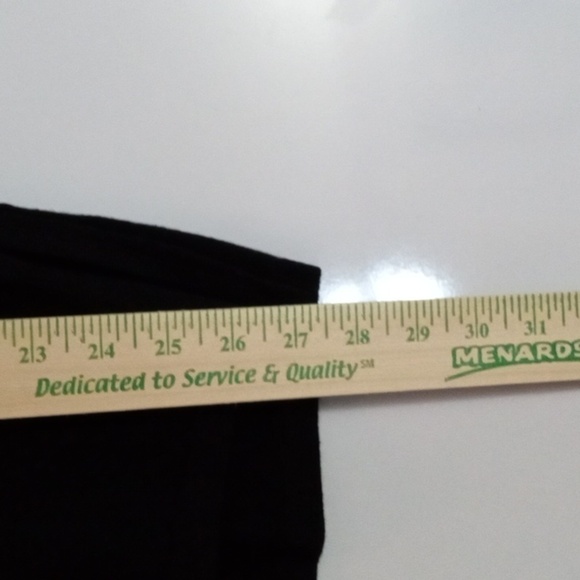 23 24 25 26 27 28 29 30 31
Dedicated to Service & Quality℠ MENARDS